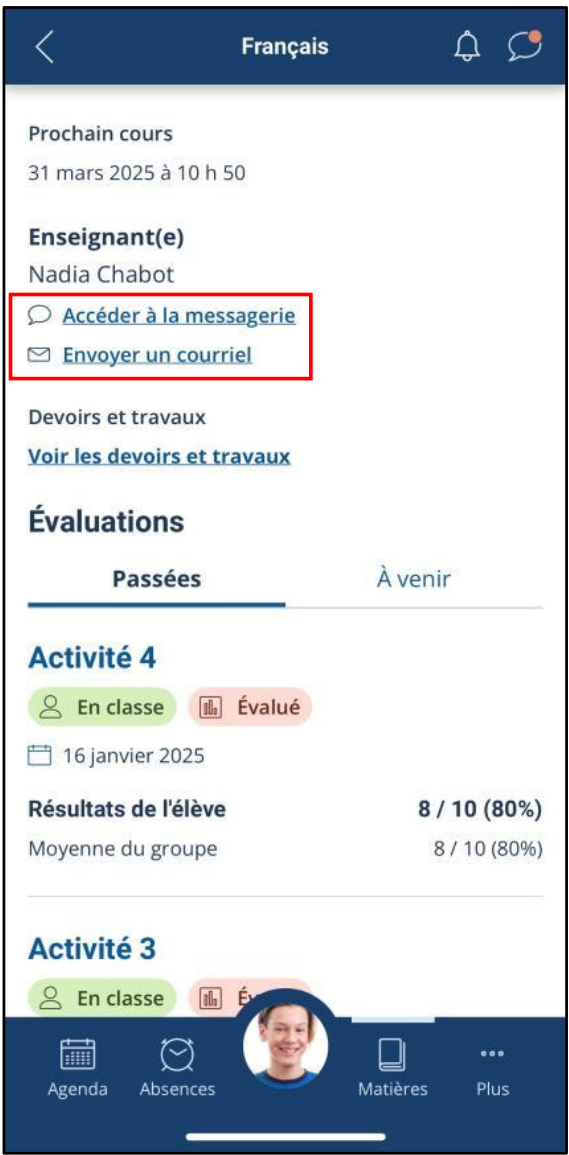 Français
Prochain cours
31 mars 2025 à 10 h 50
Enseignant(e)
Nadia Chabot
Accéder à la messagerie
Envoyer un courriel
Devoirs et travaux
Voir les devoirs et travaux
Évaluations
Passées À venir
Activité 4
En classe Évalué
16 janvier 2025
Résultats de l'élève 8 / 10 (80%)
Moyenne du groupe 8 / 10 (80%)
Activité 3
En classe
Agenda Absences Matières Plus